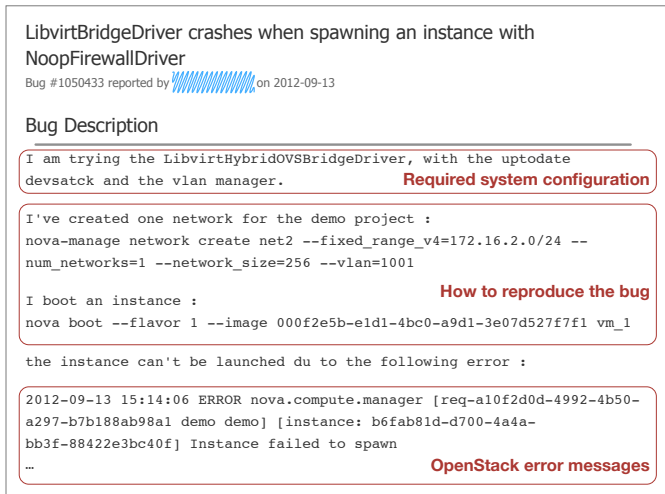 LibvirtBridgeDriver crashes when spawning an instance with
NoopFirewallDriver
Bug #1050433 reported by on 2012-09-13
Bug Description
I am trying the LibvirtHybridOVSBridgeDriver, with the uptodate
devsatck and the vlan manager.
Required system configuration
I've created one network for the demo project :
nova-manage network create net2 --fixed_range_v4=172.16.2.0/24 --
num_networks=1 --network_size=256 --vlan=1001
How to reproduce the bug
I boot an instance :
nova boot --flavor 1 --image 000f2e5b-e1d1-4bc0-a9d1-3e07d527f7f1 vm_1
the instance can't be launched du to the following error :
2012-09-13 15:14:06 ERROR nova.compute.manager [req-a10f2d0d-4992-4b50-
a297-b7b188ab98a1 demo demo] [instance: b6fab81d-d700-4a4a-
bb3f-88422e3bc40f] Instance failed to spawn
…
OpenStack error messages